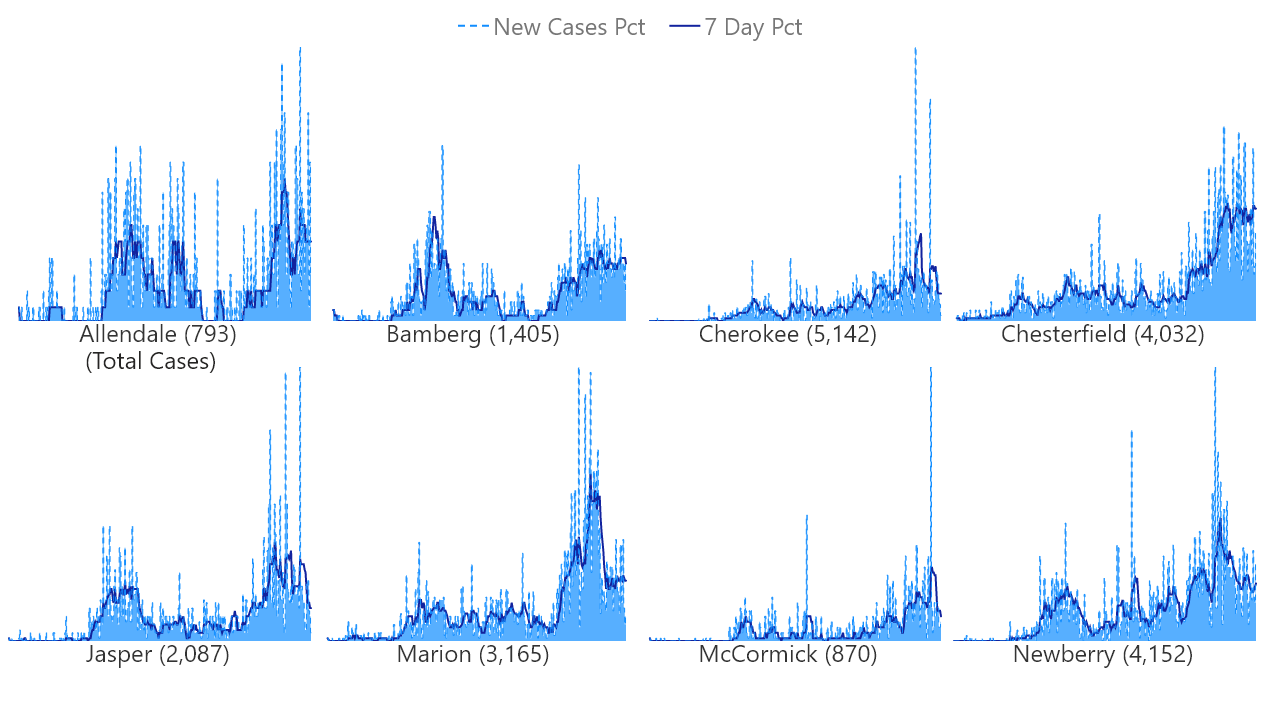 New Cases Pct 7 Day Pct
Allendale (793) Bamberg (1,405) Cherokee (5,142) Chesterfield (4,032)
(Total Cases)
Jasper (2,087) Marion (3,165) McCormick (870) Newberry (4,152)